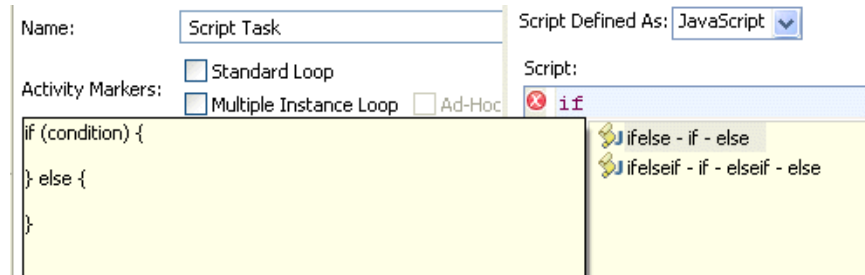 Name:
Script Task
Activity Markers:
Standard Loop
Multiple Instance Loop
Ad-Hoc
Script Defined As:
JavaScript
Script:
if
if (condition) {
} else {
}
ifelse - if - else
ifelseif - if - elseif - else